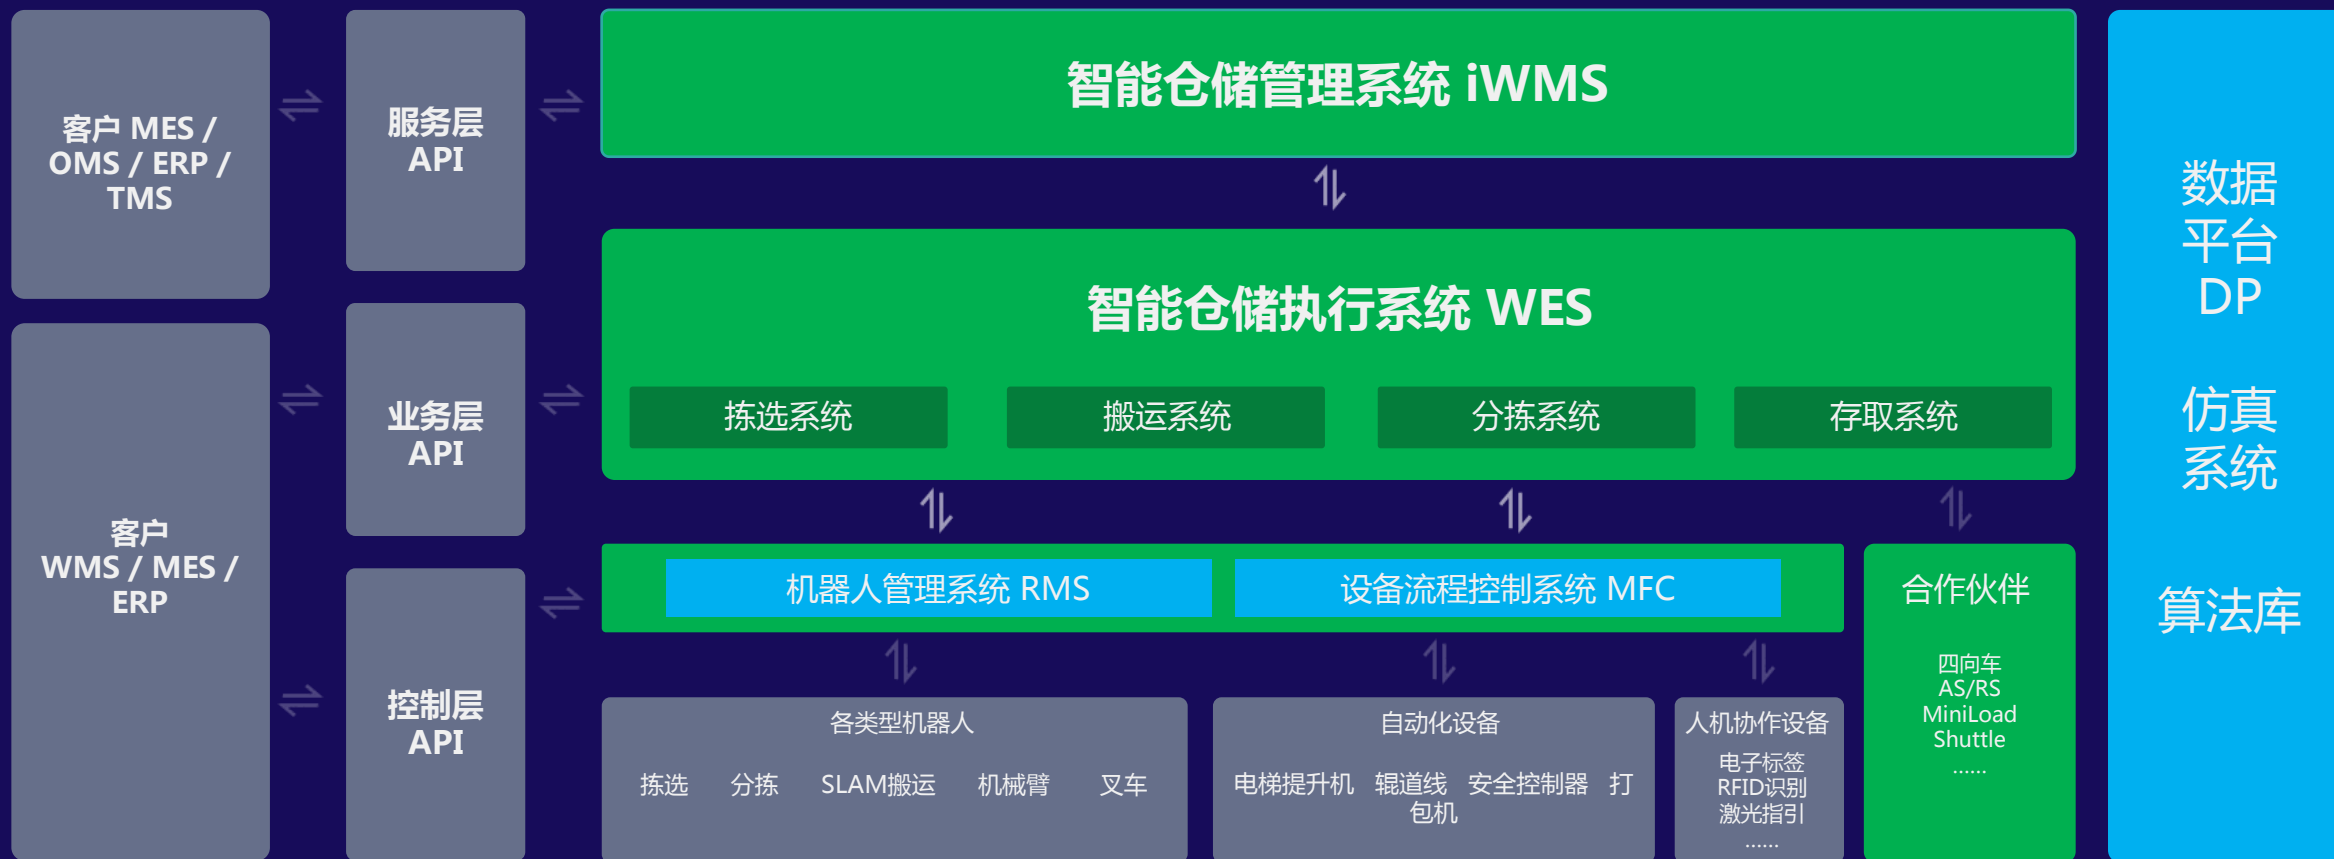 客户 MES /
OMS / ERP /
TMS
客户
WMS / MES /
ERP
服务层
API
业务层
API
控制层
API
智能仓储管理系统 iWMS
智能仓储执行系统 WES
拣选系统
搬运系统
分拣系统
存取系统
机器人管理系统 RMS
设备流程控制系统 MFC
各类型机器人
拣选 分拣 SLAM搬运 机械臂 叉车
自动化设备
电梯提升机 辊道线 安全控制器 打
包机
人机协作设备
电子标签
RFID识别
激光指引
......
合作伙伴
四向车
AS/RS
MiniLoad
Shuttle
......
数据
平台
DP
仿真
系统
算法库